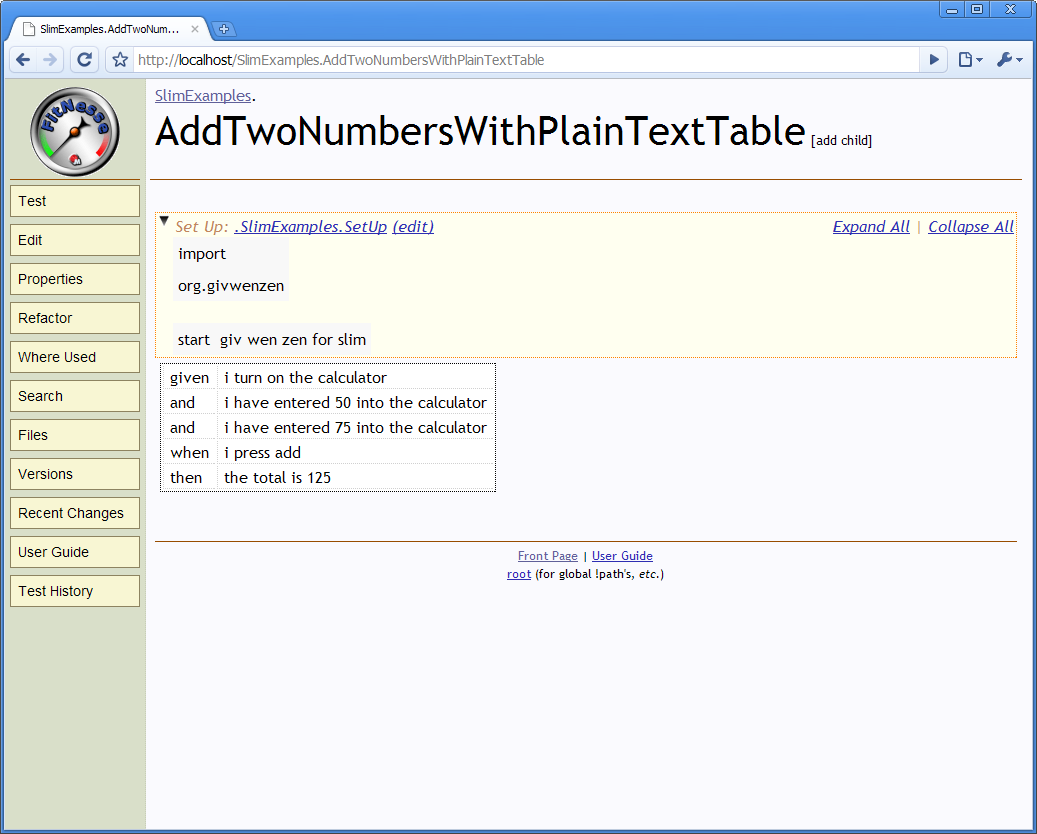 SlimExamples.AddTwoNum...
http://localhost/SlimExamples.AddTwoNumbersWithPlainTextTable
FitNesse
SlimExamples.
AddTwoNumbersWithPlainTextTable [add child]
Test
Edit
Properties
Refactor
Where Used
Search
Files
Versions
Recent Changes
User Guide
Test History
Set Up: .SlimExamples.SetUp (edit)
Expand All | Collapse All
import
org.givwenzen
start giv wen zen for slim
given i turn on the calculator
and i have entered 50 into the calculator
and i have entered 75 into the calculator
when i press add
then the total is 125
Front Page | User Guide
root (for global !path's, etc.)